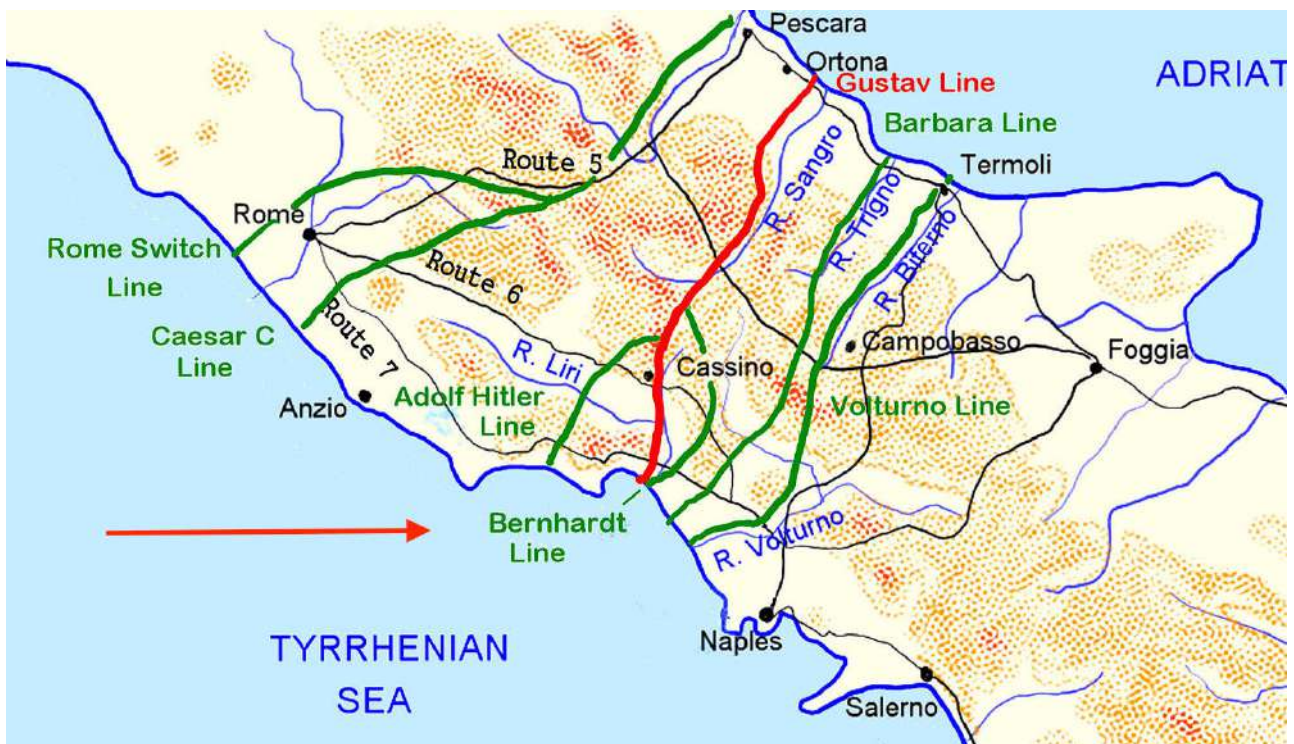 Pescara
Ortona
Gustav Line
ADRIAT
Barbara Line
Termoli
Route 5
R. Sangro
R. Trigno
R. Biferno
Rome
Rome Switch
Line
Route 6
Caesar C
Line
Route 7
R. Liri
Cassino
Campobasso
Foggia
Anzio
Adolf Hitler
Line
Volturno Line
Bernhardt
Line
R. Volturno
Naples
TYRRHENIAN
SEA
Salerno